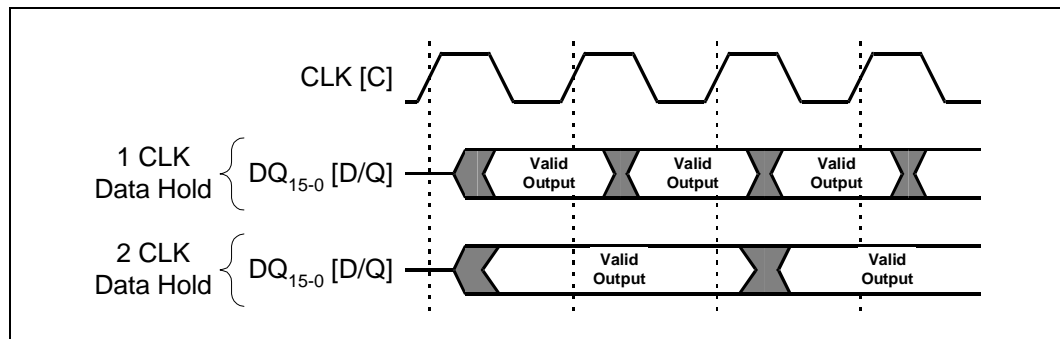 CLK [C]
1 CLK
Data Hold
DQ15-0 [D/Q]
Valid
Output
Valid
Output
Valid
Output
2 CLK
Data Hold
DQ15-0 [D/Q]
Valid
Output
Valid
Output